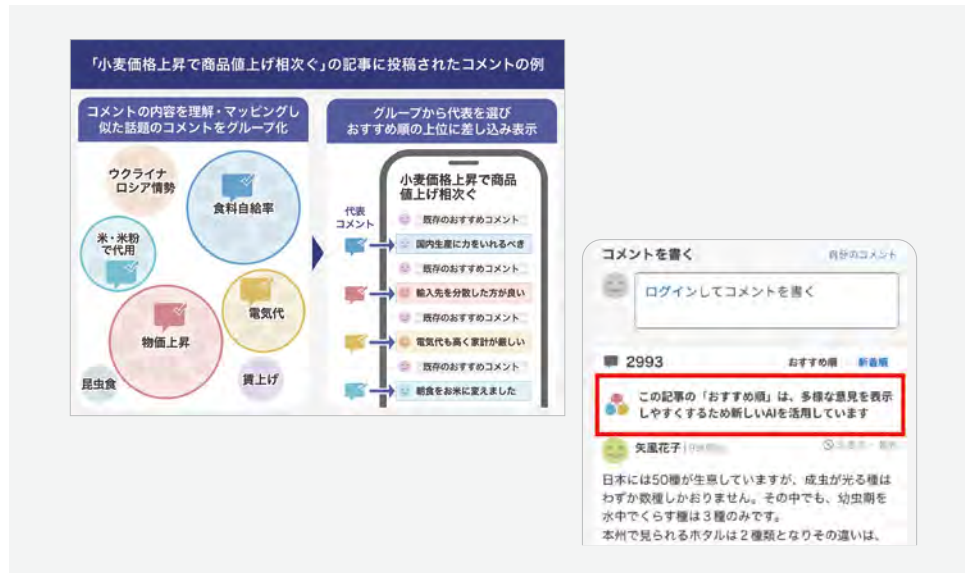 「小麦価格上昇で商品値上げ相次ぐ」の記事に投稿されたコメントの例
コメントの内容を理解・マッピングし
似た話題のコメントをグループ化
ウクライナ
ロシア情勢
食料自給率
米・米粉
で代用
電気代
物価上昇
昆虫食
賃上げ
グループから代表を選び
おすすめ順の上位に差し込み表示
小麦価格上昇で商品
値上げ相次ぐ
代表
コメント
既存のおすすめコメント
国内生産に力をいれるべき
既存のおすすめコメント
輸入先を分散した方が良い
既存のおすすめコメント
電気代も高く家計が厳しい
既存のおすすめコメント
朝食をお米に変えました
コメントを書く
自分のコメント
ログインしてコメントを書く
2993
おすすめ順
新着順
この記事の「おすすめ順」は、多様な意見を表示
しやすくするため新しいAIを活用しています
矢風花子
日本には50種が生息していますが、成虫が光る種は
わずか数種しかおりません。その中でも、幼虫期を
水中でくらす種は3種のみです。
本州で見られるホタルは2種類となりその違いは、